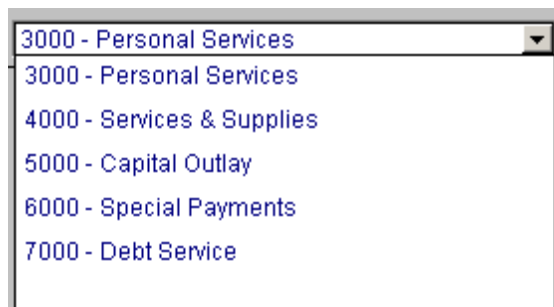 3000 - Personal Services
3000 - Personal Services
4000 - Services & Supplies
5000 - Capital Outlay
6000 - Special Payments
7000 - Debt Service